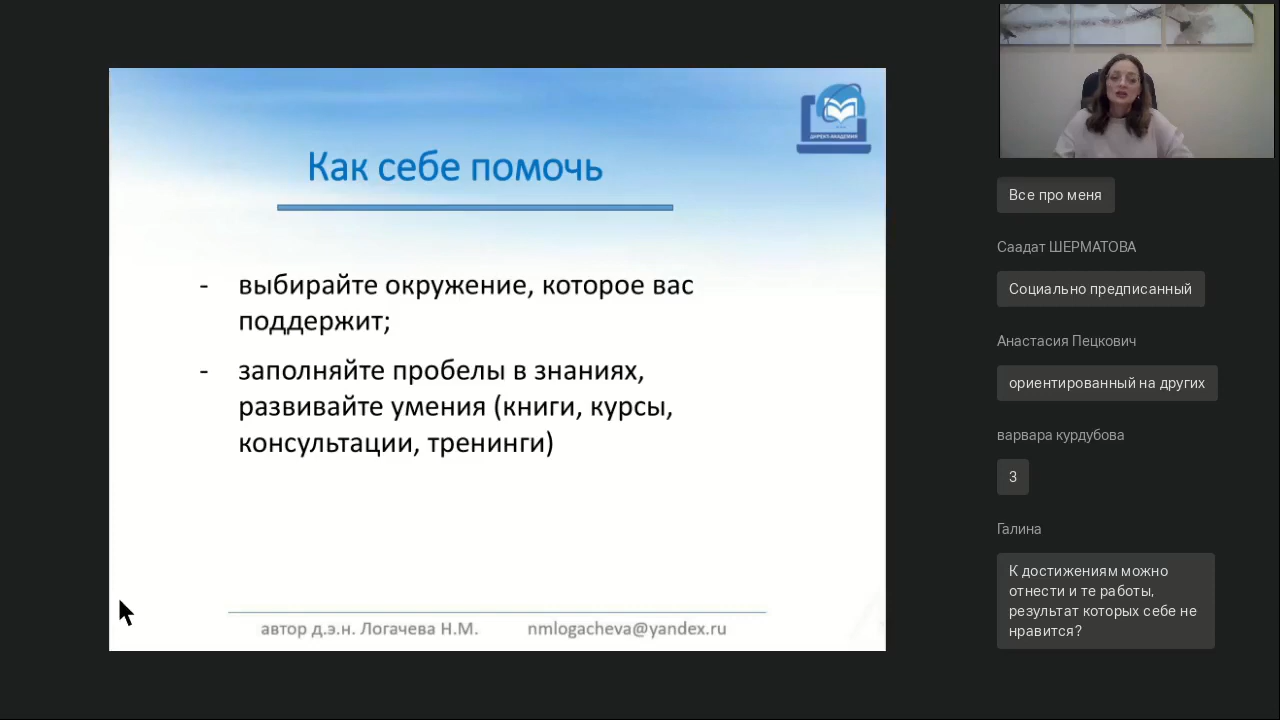 ДИРЕКТ-АКАДЕМИЯ
Как себе помочь
- выбирайте окружение, которое вас
поддержит;
- заполняйте пробелы в знаниях,
развивайте умения (книги, курсы,
консультации, тренинги)
автор д.э.н. Логачева Н.М. nmlogacheva@yandex.ru
Все про меня
Саадат ШЕРМАТОВА
Социально предписанный
Анастасия Пецкович
ориентированный на других
варвара курдубова
3
Галина
К достижениям можно
отнести и те работы,
результат которых себе не
нравится?